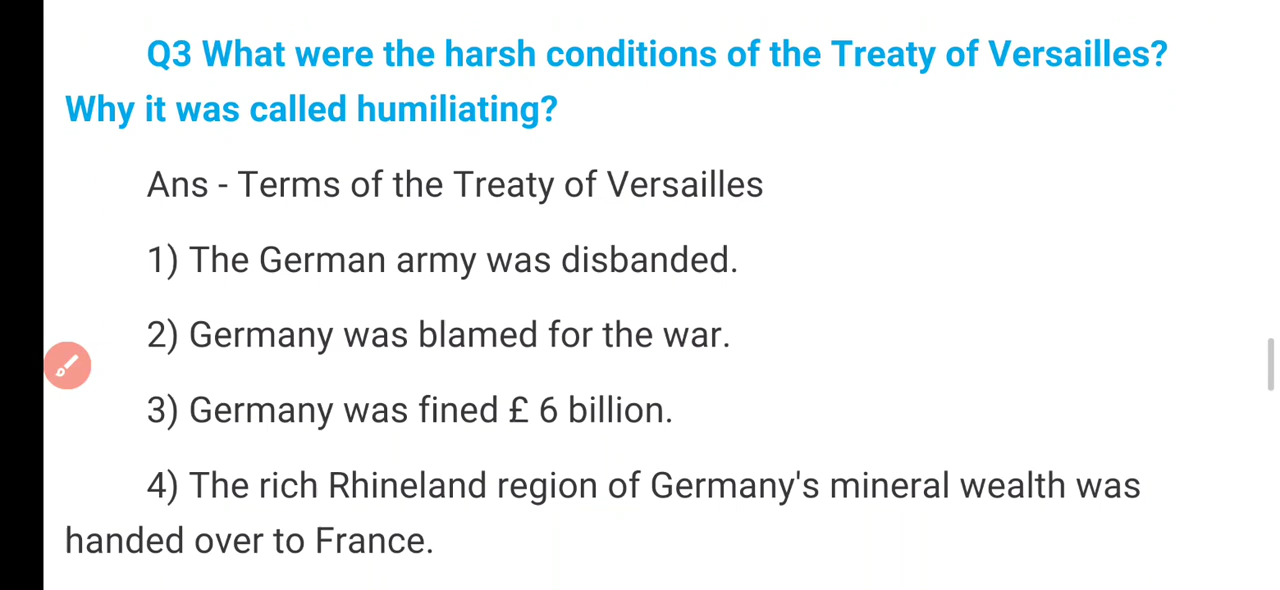 Q3 What were the harsh conditions of the Treaty of Versailles?
Why it was called humiliating?
Ans - Terms of the Treaty of Versailles
1) The German army was disbanded.
2) Germany was blamed for the war.
3) Germany was fined £ 6 billion.
4) The rich Rhineland region of Germany's mineral wealth was
handed over to France.